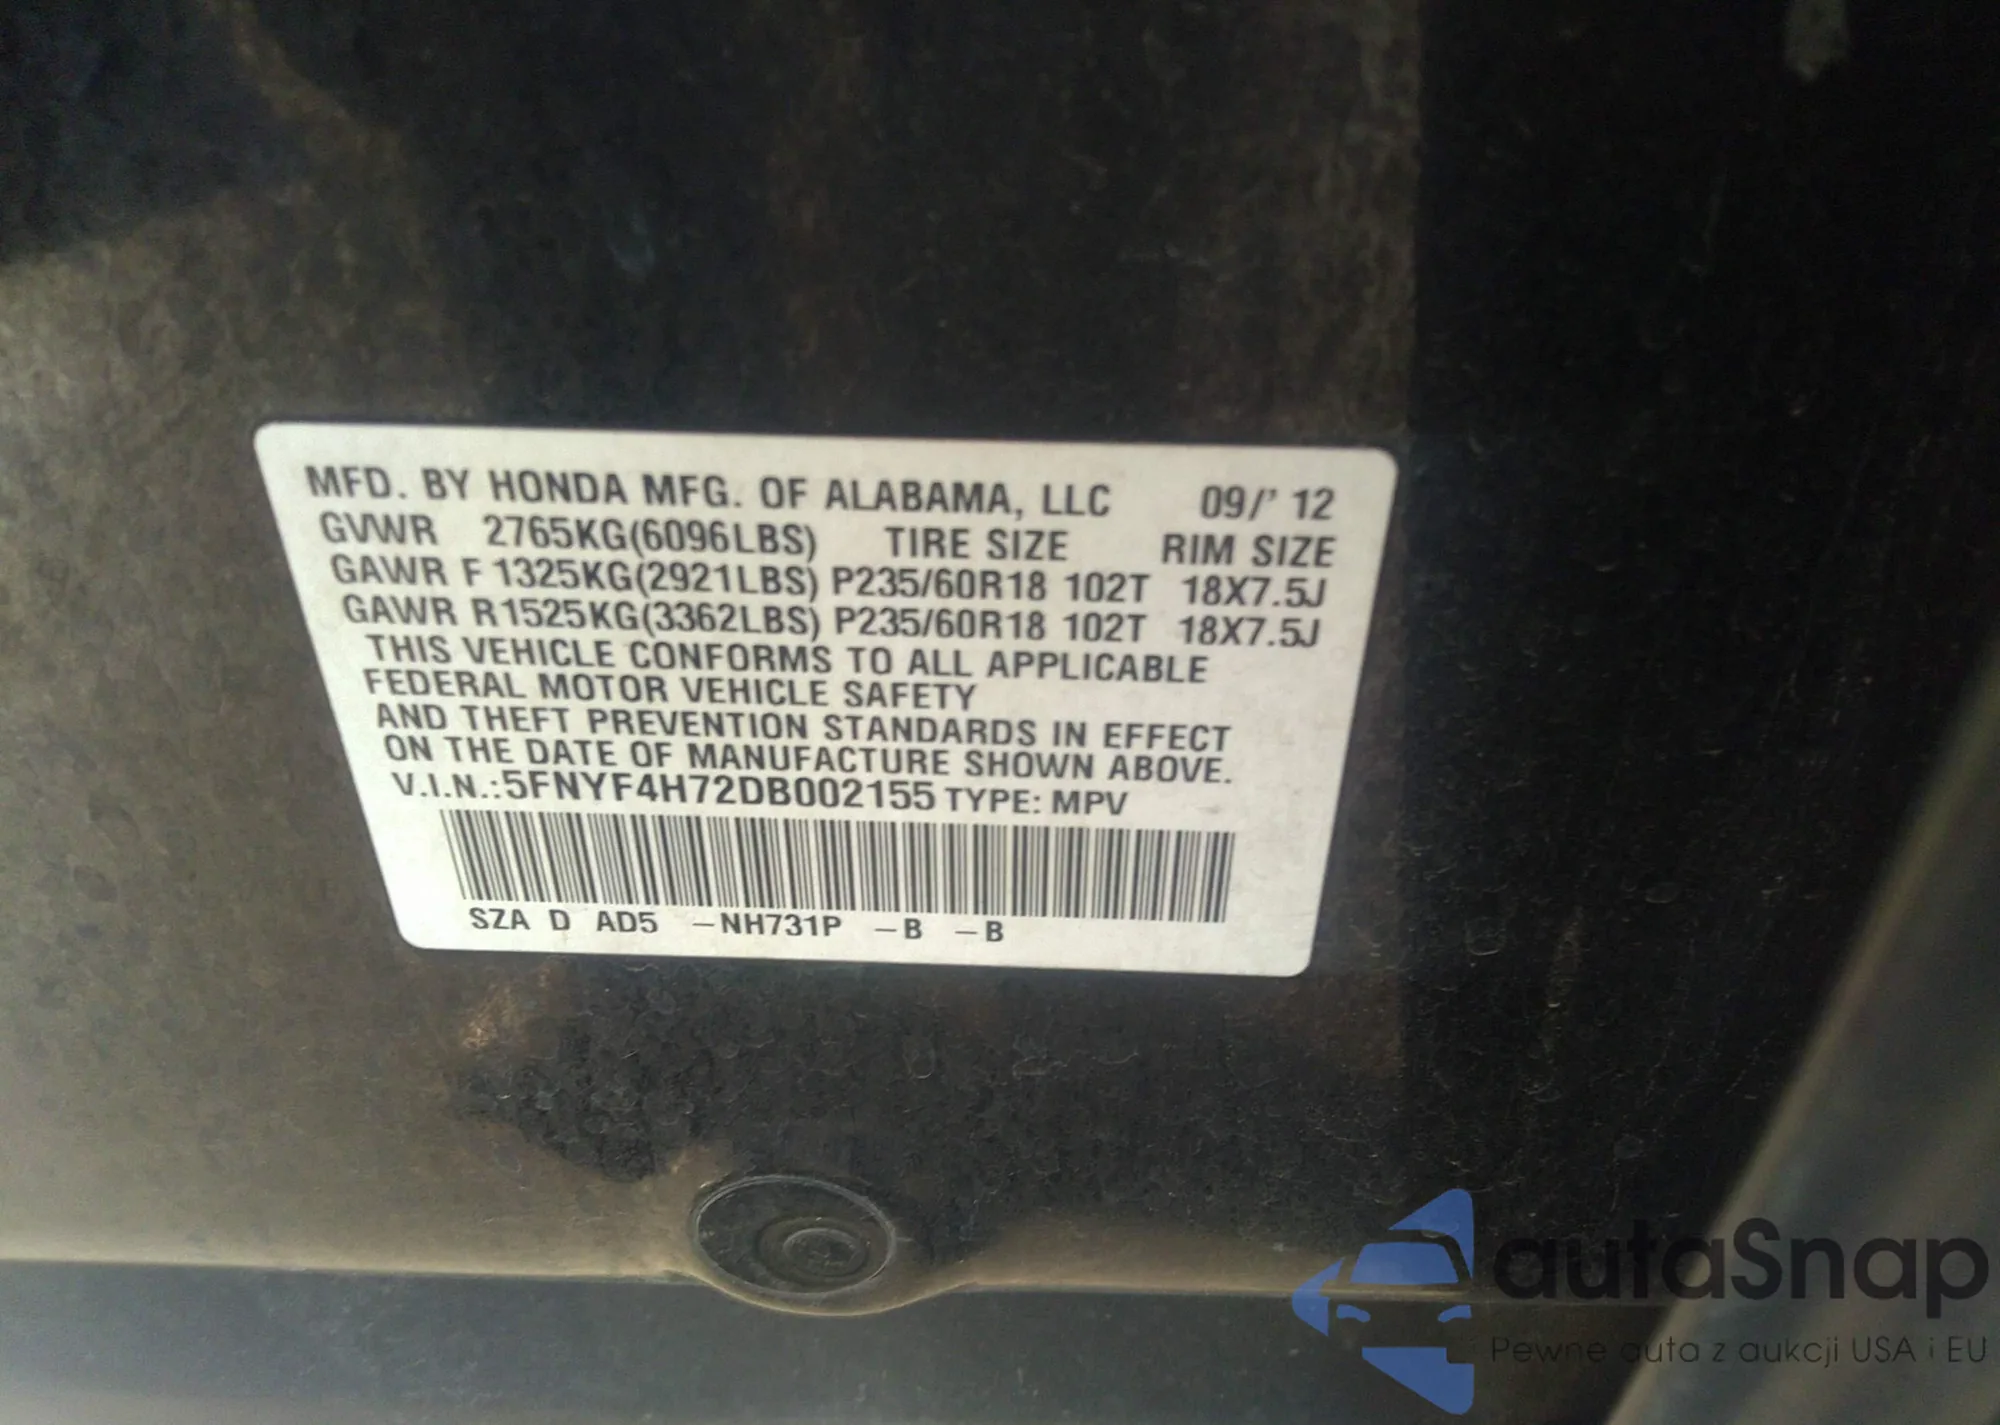 MFD. BY HONDA MFG. OF ALABAMA, LLC 09/' 12
GVWR 2765KG(6096LBS) TIRE SIZE RIM SIZE
GAWR F 1325KG(2921LBS) P235/60R18 102T 18X7.5J
GAWR R1525KG(3362LBS) P235/60R18 102T 18X7.5J
THIS VEHICLE CONFORMS TO ALL APPLICABLE
FEDERAL MOTOR VEHICLE SAFETY
AND THEFT PREVENTION STANDARDS IN EFFECT
ON THE DATE OF MANUFACTURE SHOWN ABOVE.
V.I.N.:5FNYF4H72DB002155 TYPE: MPV
SZA D AD5 -NH731P -B -B
autaSnap
Pewne auta z aukcji USA i EU